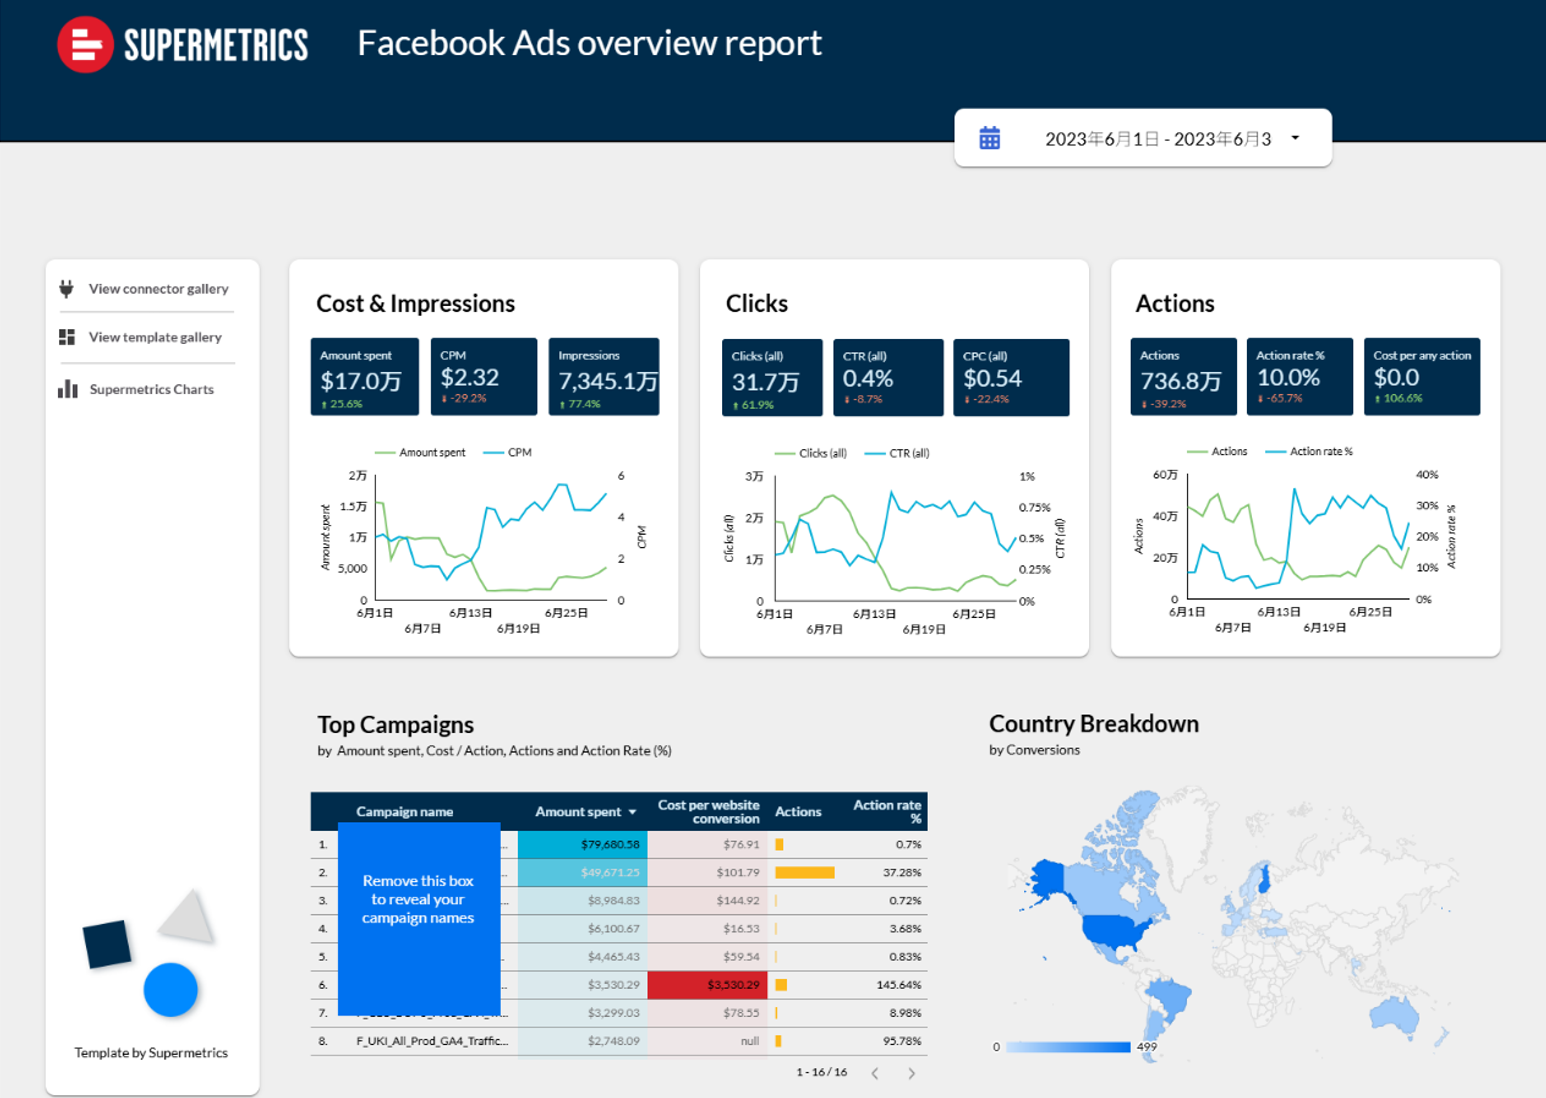 SUPERMETRICS
Facebook Ads overview report
2023年6月1日 - 2023年6月3
View connector gallery
View template gallery
Supermetrics Charts
Template by Supermetrics
Cost & Impressions
Amount spent
$17.0万
25.6%
CPM
$2.32
-29.2%
Impressions
7,345.1万
77.4%
Amount spent
CPM
2万
1.5万
1万
5,000
0
Amount spent
6
4
2
0
CPM
6月1日
6月7日
6月13日
6月19日
6月25日
Clicks
Clicks (all)
31.7万
61.9%
CTR (all)
0.4%
-8.7%
CPC (all)
$0.54
-22.4%
Clicks (all)
CTR (all)
3万
2万
1万
0
Clicks (all)
1%
0.75%
0.5%
0.25%
0%
CTR (all)
6月1日
6月7日
6月13日
6月19日
6月25日
Actions
Actions
736.8万
-39.2%
Action rate %
10.0%
-65.7%
Cost per any action
$0.0
106.6%
Actions
Action rate %
60万
40万
20万
0
Actions
40%
30%
20%
10%
0%
Action rate %
6月1日
6月7日
6月13日
6月19日
6月25日
Top Campaigns
by Amount spent, Cost / Action, Actions and Action Rate (%)
Campaign name Amount spent Cost per website conversion Actions Action rate %
1. ... $79,680.58 $76.91 0.7%
2. ... $49,671.25 $101.79 37.28%
3. ... $8,984.83 $144.92 0.72%
4. ... $6,100.67 $16.53 3.68%
5. ... $4,465.43 $59.54 0.83%
6. ... $3,530.29 $3,530.29 145.64%
7. ... $3,299.03 $78.55 8.98%
8. F_UKI_All_Prod_GA4_Traffic... $2,748.09 null 95.78%
Remove this box
to reveal your
campaign names
1 - 16 / 16
Country Breakdown
by Conversions
0
499